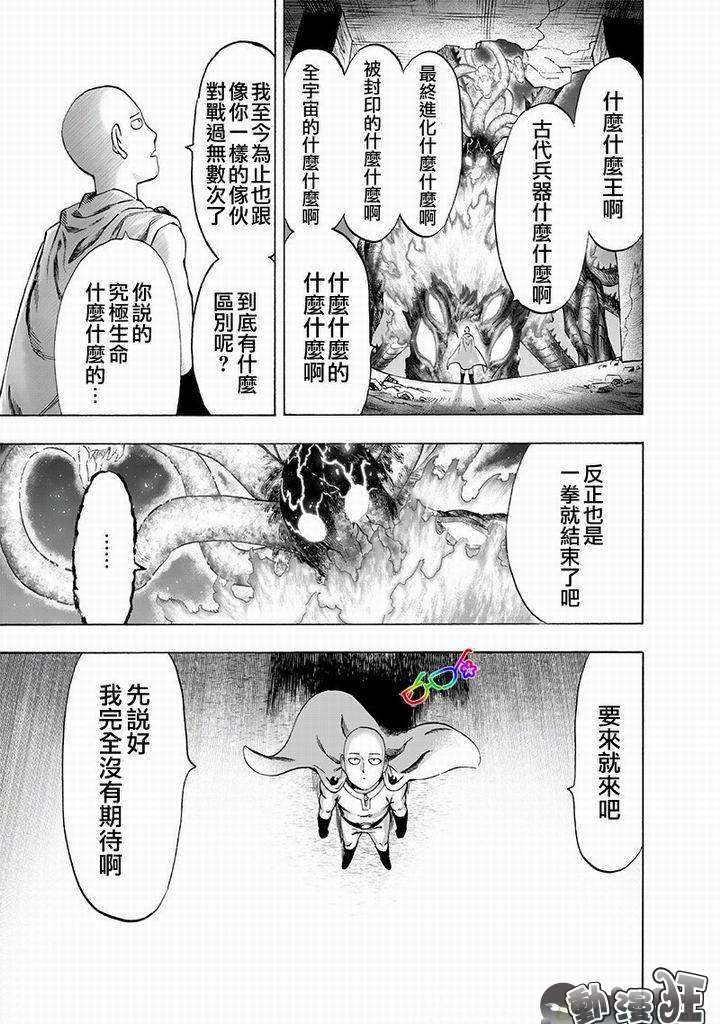 什麼什麼王啊
古代兵器什麼什麼啊
最終進化什麼什麼啊
被封印的什麼什麼啊
全宇宙的什麼什麼啊
什麼什麼的
什麼什麼啊
我至今為止也跟
像你一樣的傢伙
對戰過無數次了
到底有什麼
區別呢?
你説的
究極生命
什麼什麼的…
反正也是
一拳就結束了吧
……
要來就來吧
先説好
我完全沒有期待啊
動漫狂